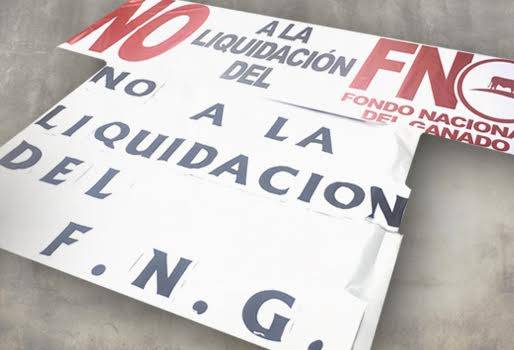 NO A LA LIQUIDACIÓN DEL FNG
FONDO NACIONAL
DEL GANADO
NO A LA
LIQUIDACION
DEL
F.N.G.